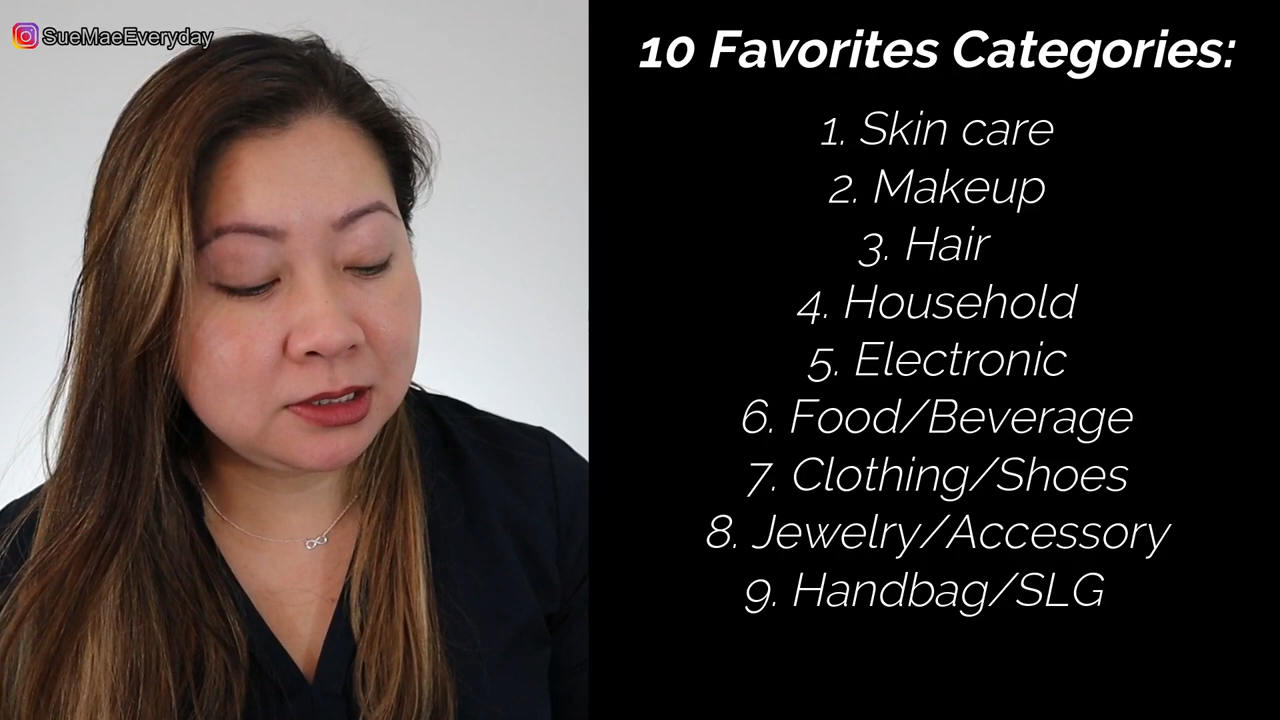 SueMaeEveryday
10 Favorites Categories:
1. Skin care
2. Makeup
3. Hair
4. Household
5. Electronic
6. Food/Beverage
7. Clothing/Shoes
8. Jewelry/Accessory
9. Handbag/SLG